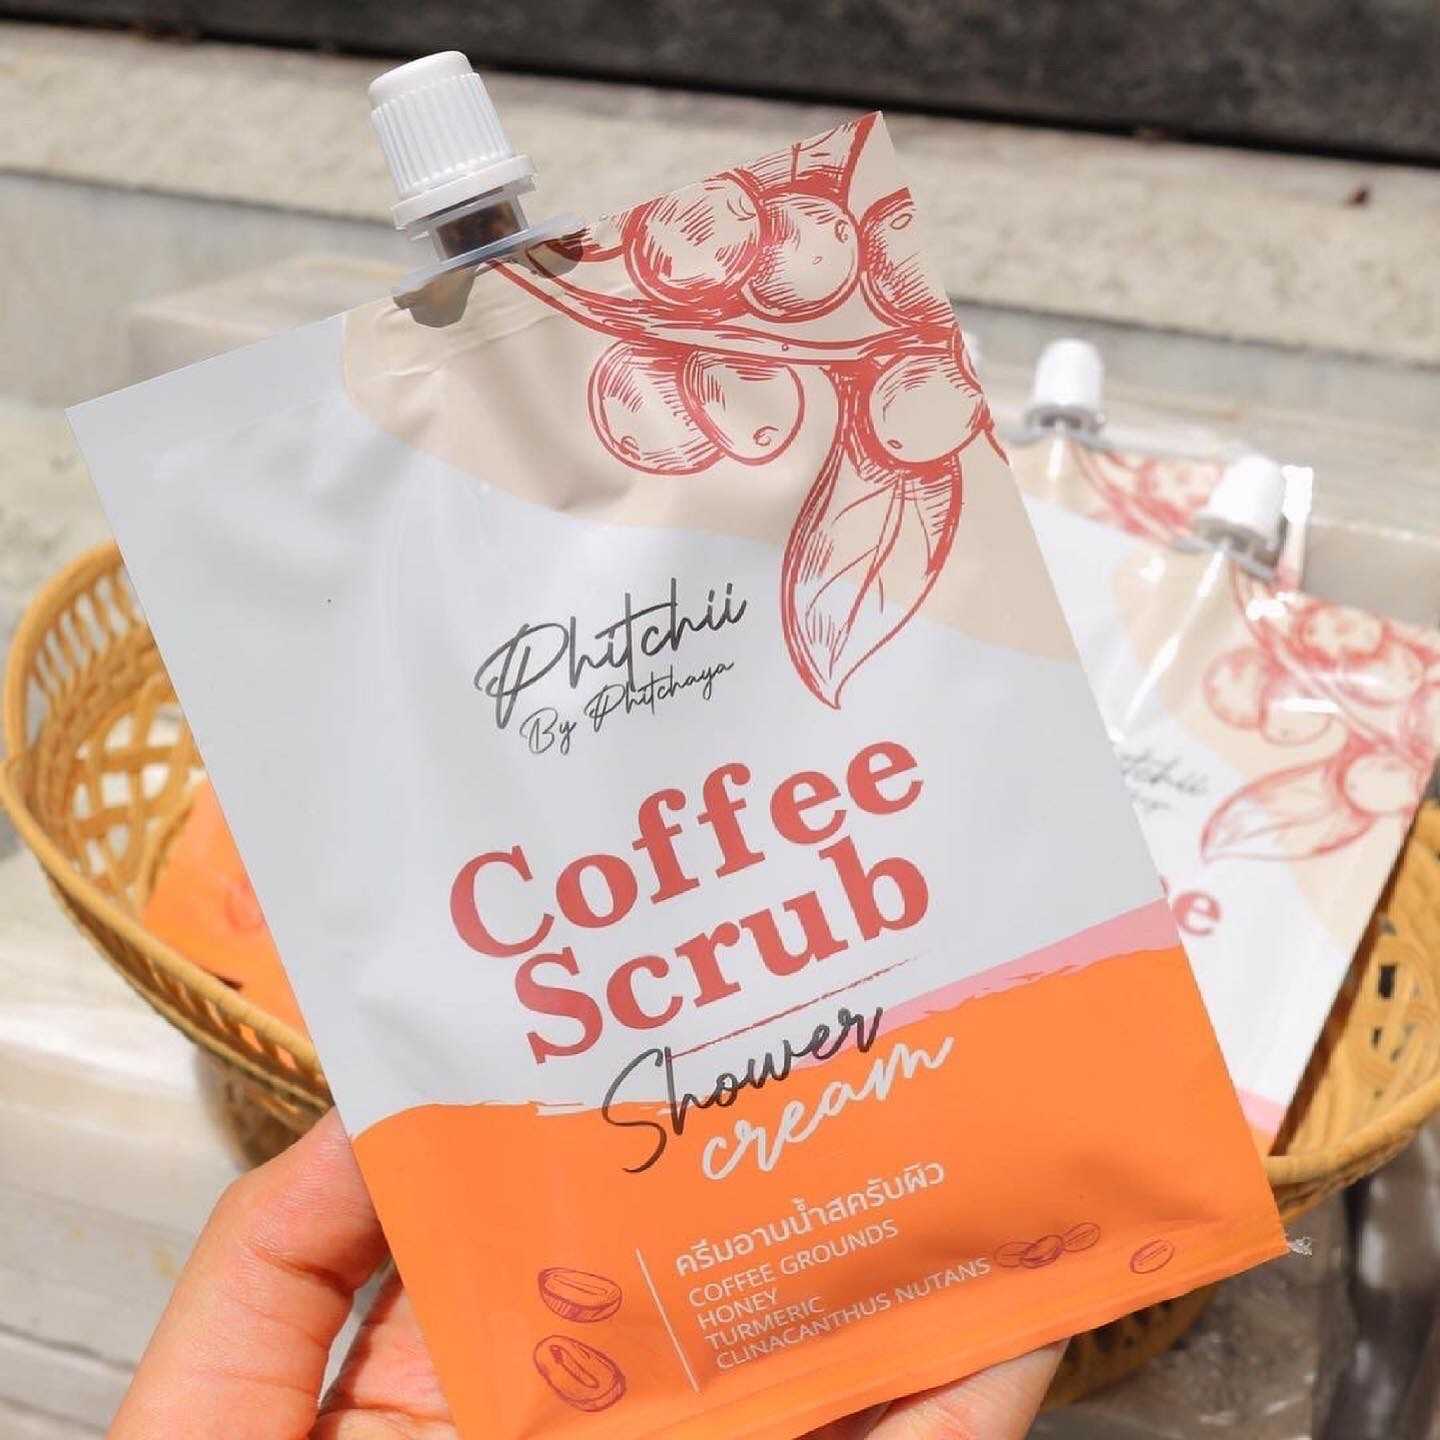 Phitchii
By Phitchaya
Coffee
Scrub
Shower
cream
ครีมอาบน้ำสครับผิว
COFFEE GROUNDS
HONEY
TURMERIC
CLINACANTHUS NUTANS